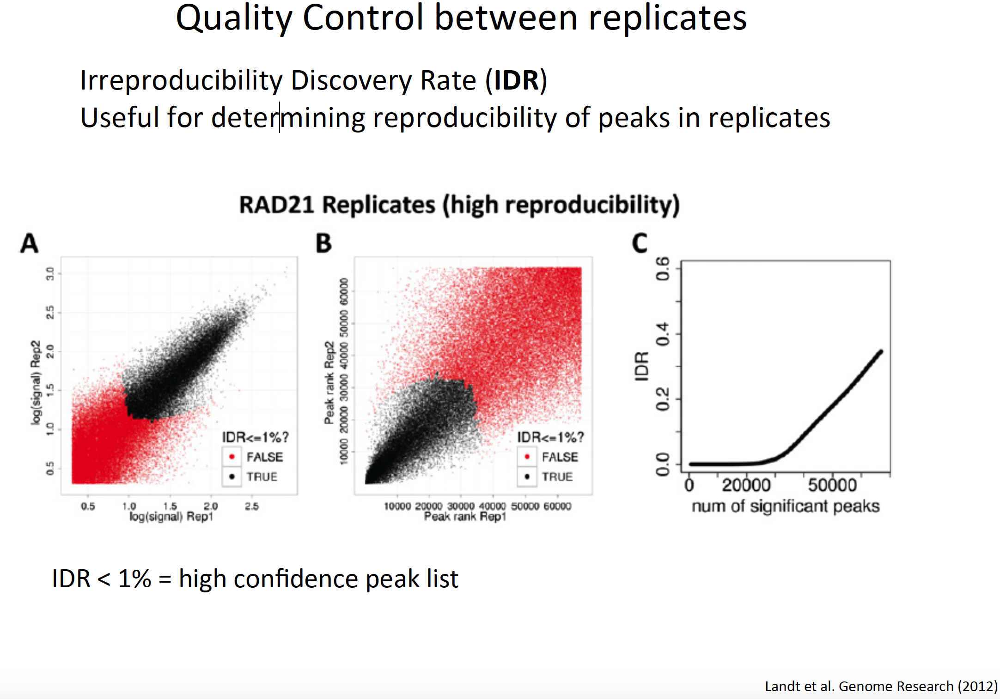 Quality Control between replicates
Irreproducibility Discovery Rate (IDR)
Useful for determining reproducibility of peaks in replicates
RAD21 Replicates (high reproducibility)
A
log(signal) Rep2
3.0
2.5
2.0
1.5
1.0
0.5
IDR<=1%?
FALSE
TRUE
0.5 1.0 1.5 2.0 2.5
log(signal) Rep1
B
Peak rank Rep2
60000
50000
40000
30000
20000
10000
IDR<=1%?
FALSE
TRUE
10000 20000 30000 40000 50000 60000
Peak rank Rep1
C
IDR
0.6
0.4
0.2
0.0
0 20000 50000
num of significant peaks
IDR < 1% = high confidence peak list
Landt et al. Genome Research (2012)